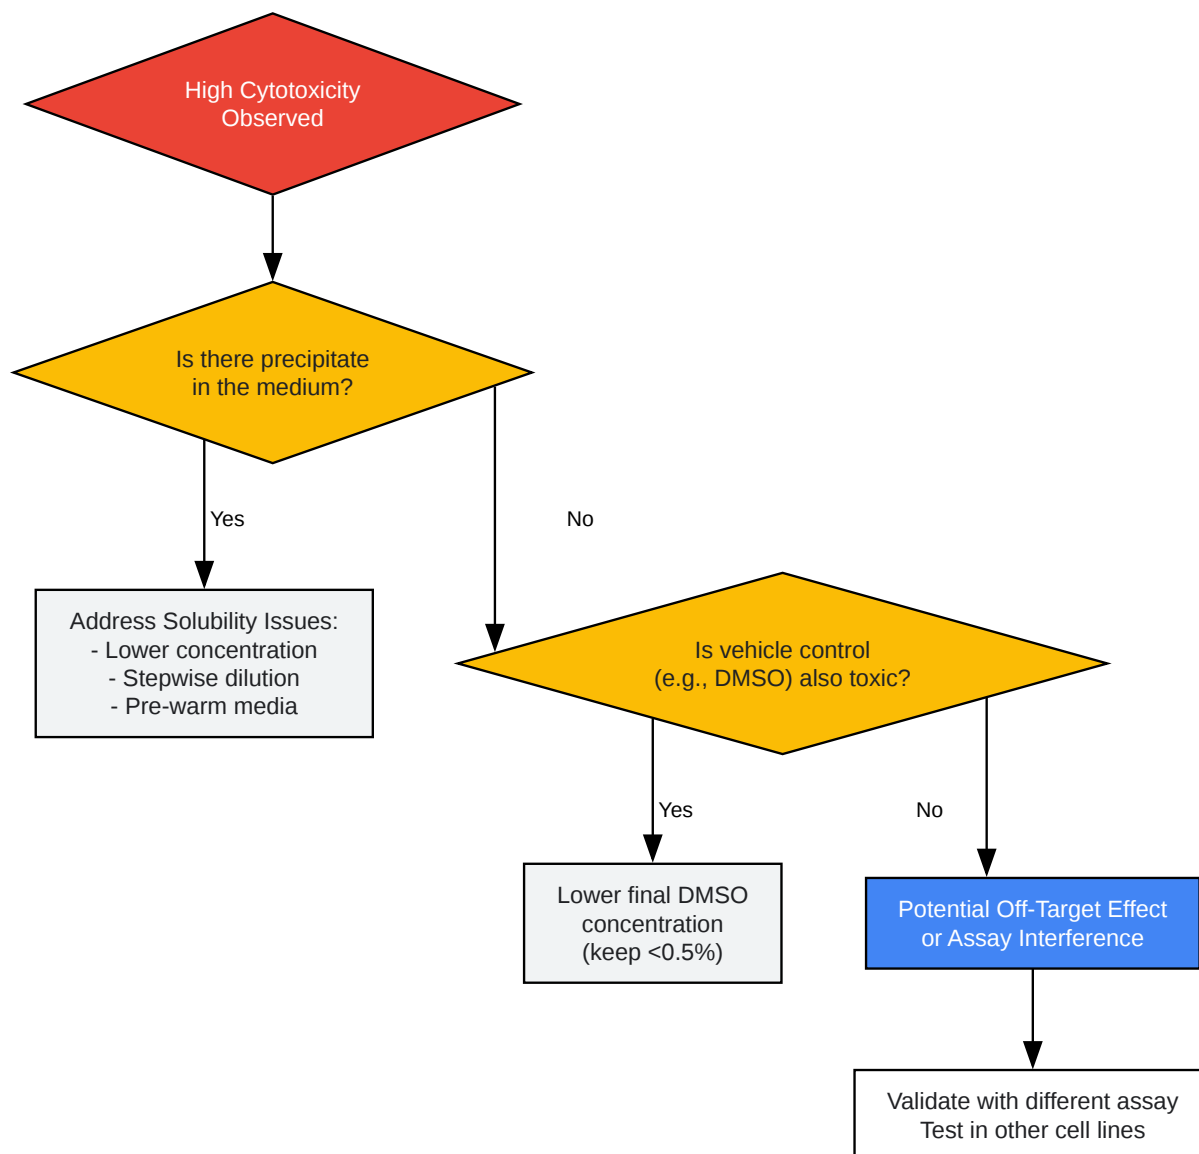 High Cytotoxicity
Observed
Is there precipitate
in the medium?
Yes
No
Address Solubility Issues:
- Lower concentration
- Stepwise dilution
- Pre-warm media
Is vehicle control
(e.g., DMSO) also toxic?
Yes
No
Lower final DMSO
concentration
(keep <0.5%)
Potential Off-Target Effect
or Assay Interference
Validate with different assay
Test in other cell lines